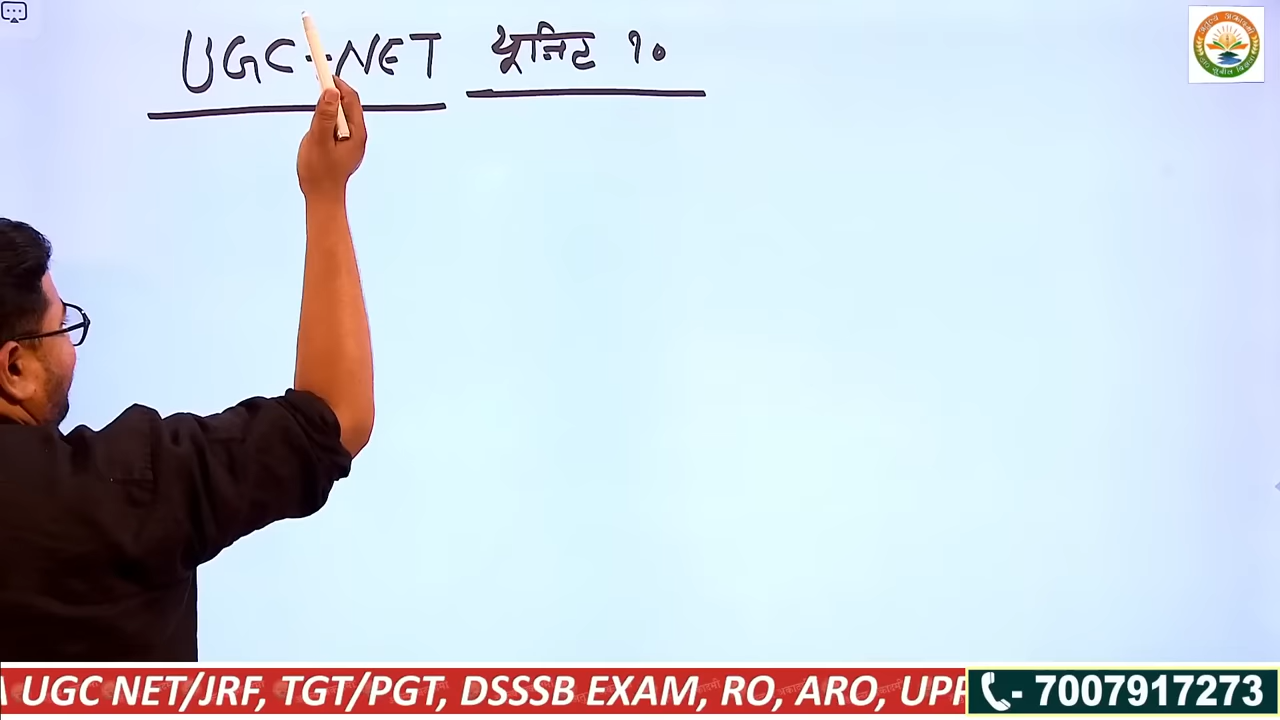 UGC-NET यूनिट १०
A UGC NET/JRF, TGT/PGT, DSSSB EXAM, RO, ARO, UPP
- 7007917273